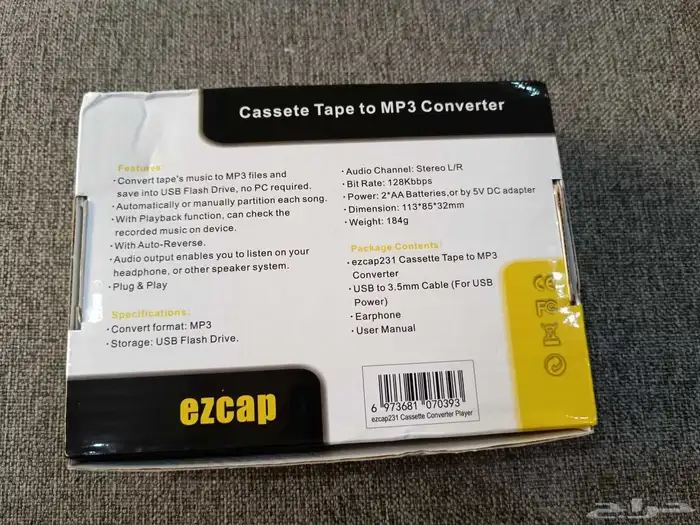 Cassete Tape to MP3 Converter
Features:
·Convert tape's music to MP3 files and
save into USB Flash Drive, no PC required.
·Automatically or manually partition each song.
·With Playback function, can check the
recorded music on device.
·With Auto-Reverse.
·Audio output enables you to listen on your
headphone, or other speaker system.
·Plug & Play
Specifications:
·Convert format: MP3
·Storage: USB Flash Drive.
·Audio Channel: Stereo L/R
·Bit Rate: 128Kbbps
·Power: 2*AA Batteries,or by 5V DC adapter
·Dimension: 113*85*32mm
·Weight: 184g
Package Contents:
·ezcap231 Cassette Tape to MP3
Converter
·USB to 3.5mm Cable (For USB
Power)
·Earphone
·User Manual
CE
FC
ezcap
6 973681 070393
ezcap231 Cassette Converter Player
حراج